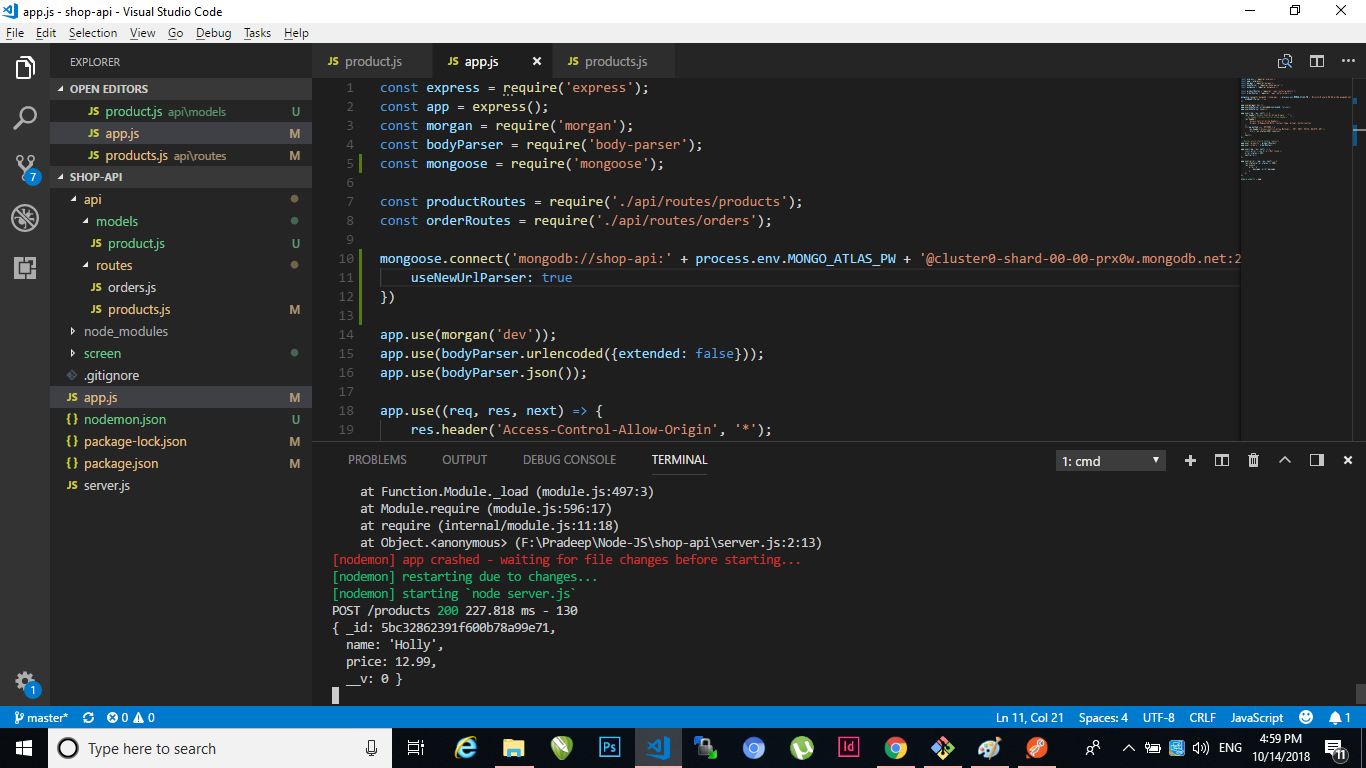 app.js - shop-api - Visual Studio Code
File Edit Selection View Go Debug Tasks Help
EXPLORER
OPEN EDITORS
JS product.js api\models U
JS app.js M
JS products.js api\routes M
SHOP-API
api
models
JS product.js U
routes
JS orders.js
JS products.js M
node_modules
screen
.gitignore
JS app.js M
{ } nodemon.json U
{ } package-lock.json M
{ } package.json M
JS server.js
7
1
JS product.js JS app.js JS products.js
1 const express = require('express');
2 const app = express();
3 const morgan = require('morgan');
4 const bodyParser = require('body-parser');
5 const mongoose = require('mongoose');
6
7 const productRoutes = require('./api/routes/products');
8 const orderRoutes = require('./api/routes/orders');
9
10 mongoose.connect('mongodb://shop-api:' + process.env.MONGO_ATLAS_PW + '@cluster0-shard-00-00-prx0w.mongodb.net:2
11 useNewUrlParser: true
12 })
13
14 app.use(morgan('dev'));
15 app.use(bodyParser.urlencoded({extended: false}));
16 app.use(bodyParser.json());
17
18 app.use((req, res, next) => {
19 res.header('Access-Control-Allow-Origin', '*');
PROBLEMS OUTPUT DEBUG CONSOLE TERMINAL
1: cmd
at Function.Module._load (module.js:497:3)
at Module.require (module.js:596:17)
at require (internal/module.js:11:18)
at Object.<anonymous> (F:\Pradeep\Node-JS\shop-api\server.js:2:13)
[nodemon] app crashed - waiting for file changes before starting...
[nodemon] restarting due to changes...
[nodemon] starting `node server.js`
POST /products 200 227.818 ms - 130
{ _id: 5bc32862391f600b78a99e71,
name: 'Holly',
price: 12.99,
__v: 0 }
master* 0 0 Ln 11, Col 21 Spaces: 4 UTF-8 CRLF JavaScript 1
Type here to search
Ps
Id
ENG
4:59 PM
10/14/2018
11